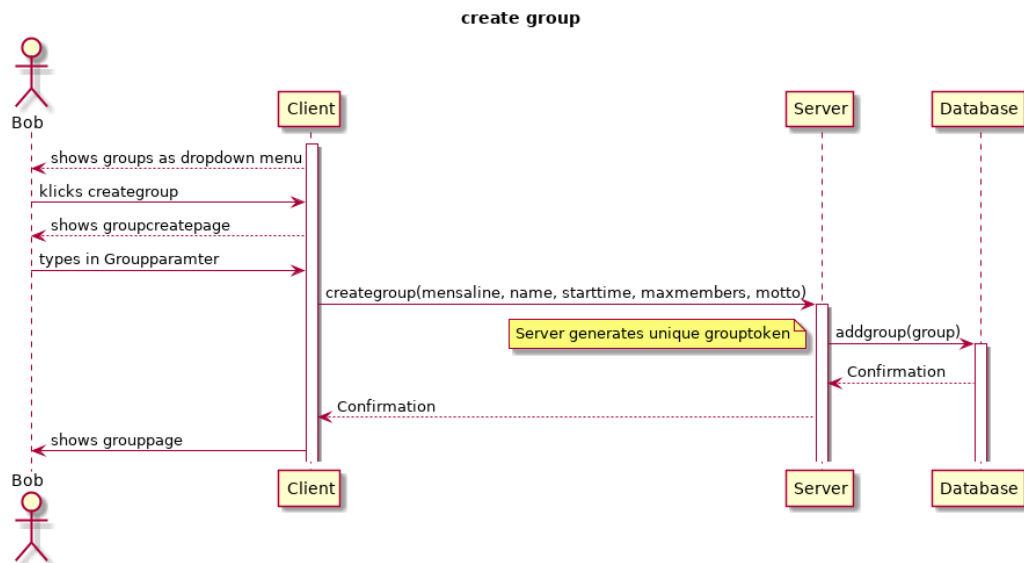 create group
Bob
Client
Server
Database
shows groups as dropdown menu
klicks creategroup
shows groupcreatepage
types in Groupparamter
creategroup(mensaline, name, starttime, maxmembers, motto)
Server generates unique grouptoken
addgroup(group)
Confirmation
Confirmation
shows grouppage
Bob
Client
Server
Database